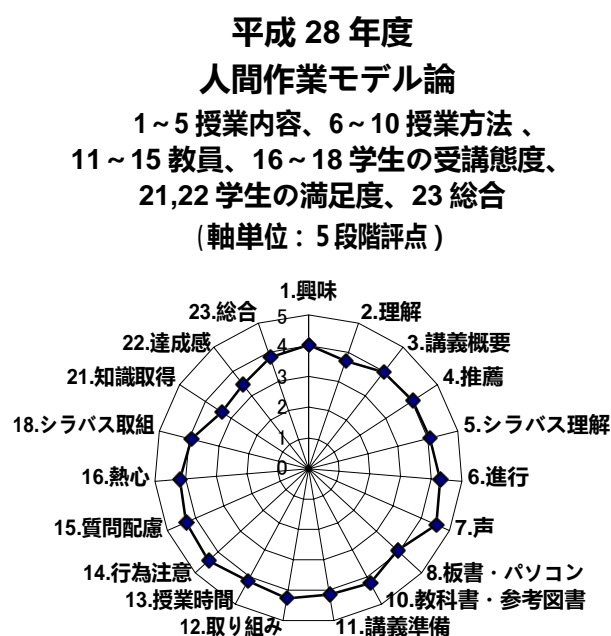 平成 28 年度
人間作業モデル論
1~5 授業内容、6~10 授業方法 、
11~15 教員、16~18 学生の受講態度、
21,22 学生の満足度、23 総合
(軸単位 : 5 段階評点 )
1.興味
2.理解
3.講義概要
4.推薦
5.シラバス理解
6.進行
7.声
8.板書・パソコン
10.教科書・参考図書
11.講義準備
12.取り組み
13.授業時間
14.行為注意
15.質問配慮
16.熱心
18.シラバス取組
21.知識取得
22.達成感
23.総合
5
4
3
2
1
0